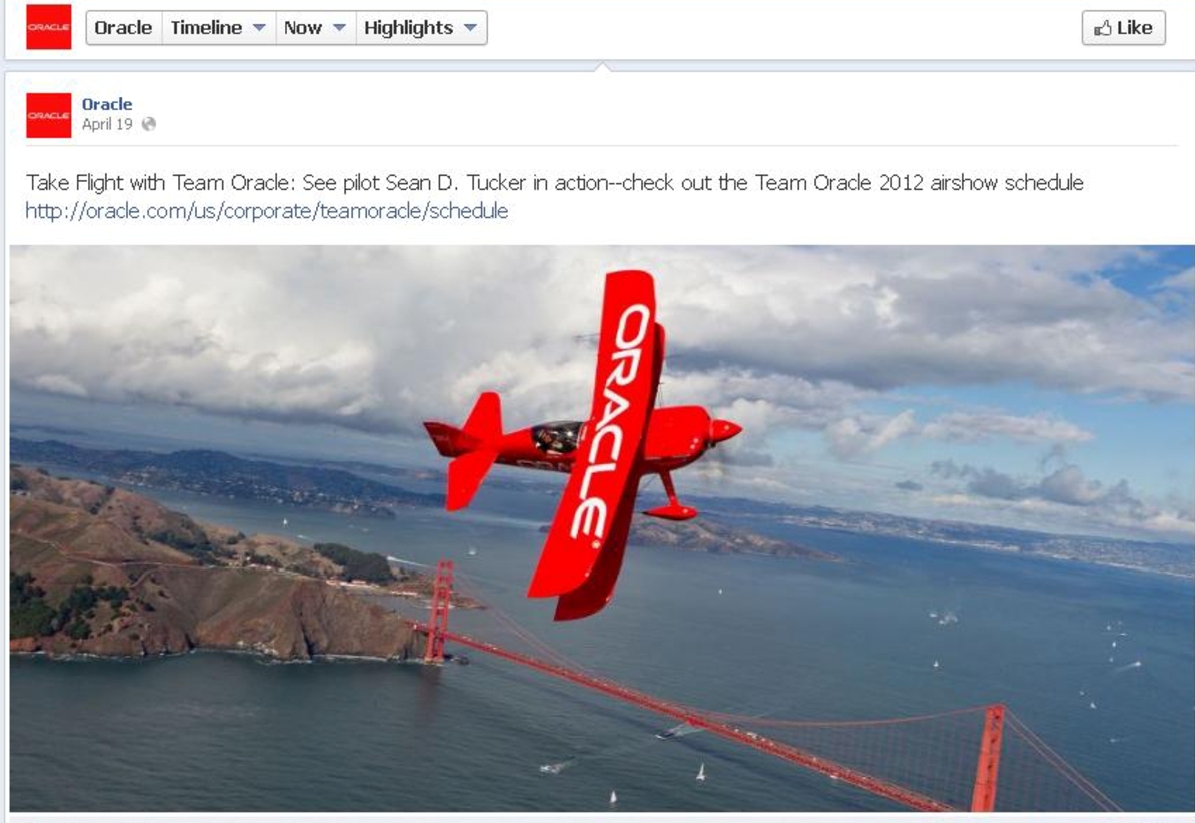 ORACLE
Oracle Timeline Now Highlights
Like
ORACLE
Oracle
April 19
Take Flight with Team Oracle: See pilot Sean D. Tucker in action--check out the Team Oracle 2012 airshow schedule
http://oracle.com/us/corporate/teamoracle/schedule
ORACLE®